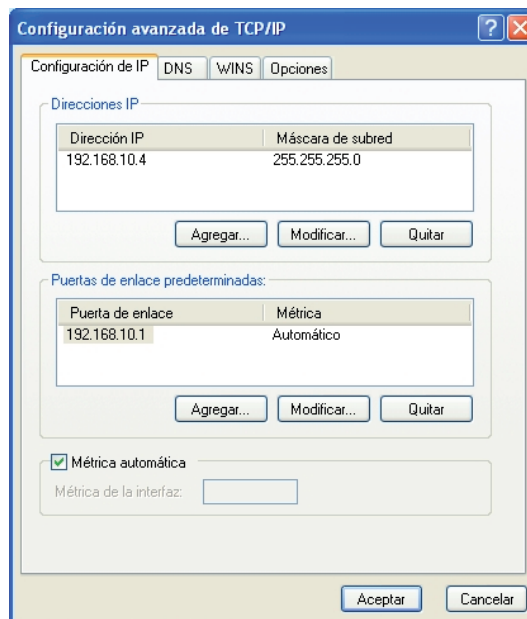 Configuración avanzada de TCP/IP
Configuración de IP DNS WINS Opciones
Direcciones IP
Dirección IP Máscara de subred
192.168.10.4 255.255.255.0
Agregar... Modificar... Quitar
Puertas de enlace predeterminadas:
Puerta de enlace Métrica
192.168.10.1 Automático
Agregar... Modificar... Quitar
Métrica automática
Métrica de la interfaz:
Aceptar Cancelar